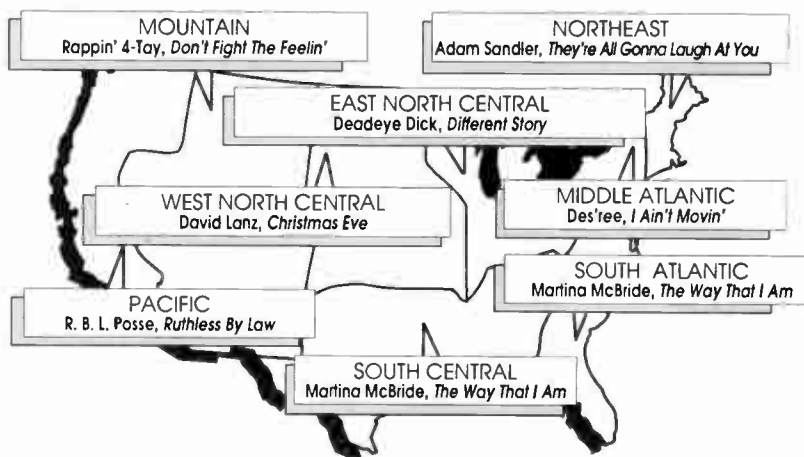 MOUNTAIN
Rappin' 4-Tay, Don't Fight The Feelin'
NORTHEAST
Adam Sandler, They're All Gonna Laugh At You
EAST NORTH CENTRAL
Deadeye Dick, Different Story
WEST NORTH CENTRAL
David Lanz, Christmas Eve
MIDDLE ATLANTIC
Des'ree, I Ain't Movin'
SOUTH ATLANTIC
Martina McBride, The Way That I Am
PACIFIC
R. B. L. Posse, Ruthless By Law
SOUTH CENTRAL
Martina McBride, The Way That I Am